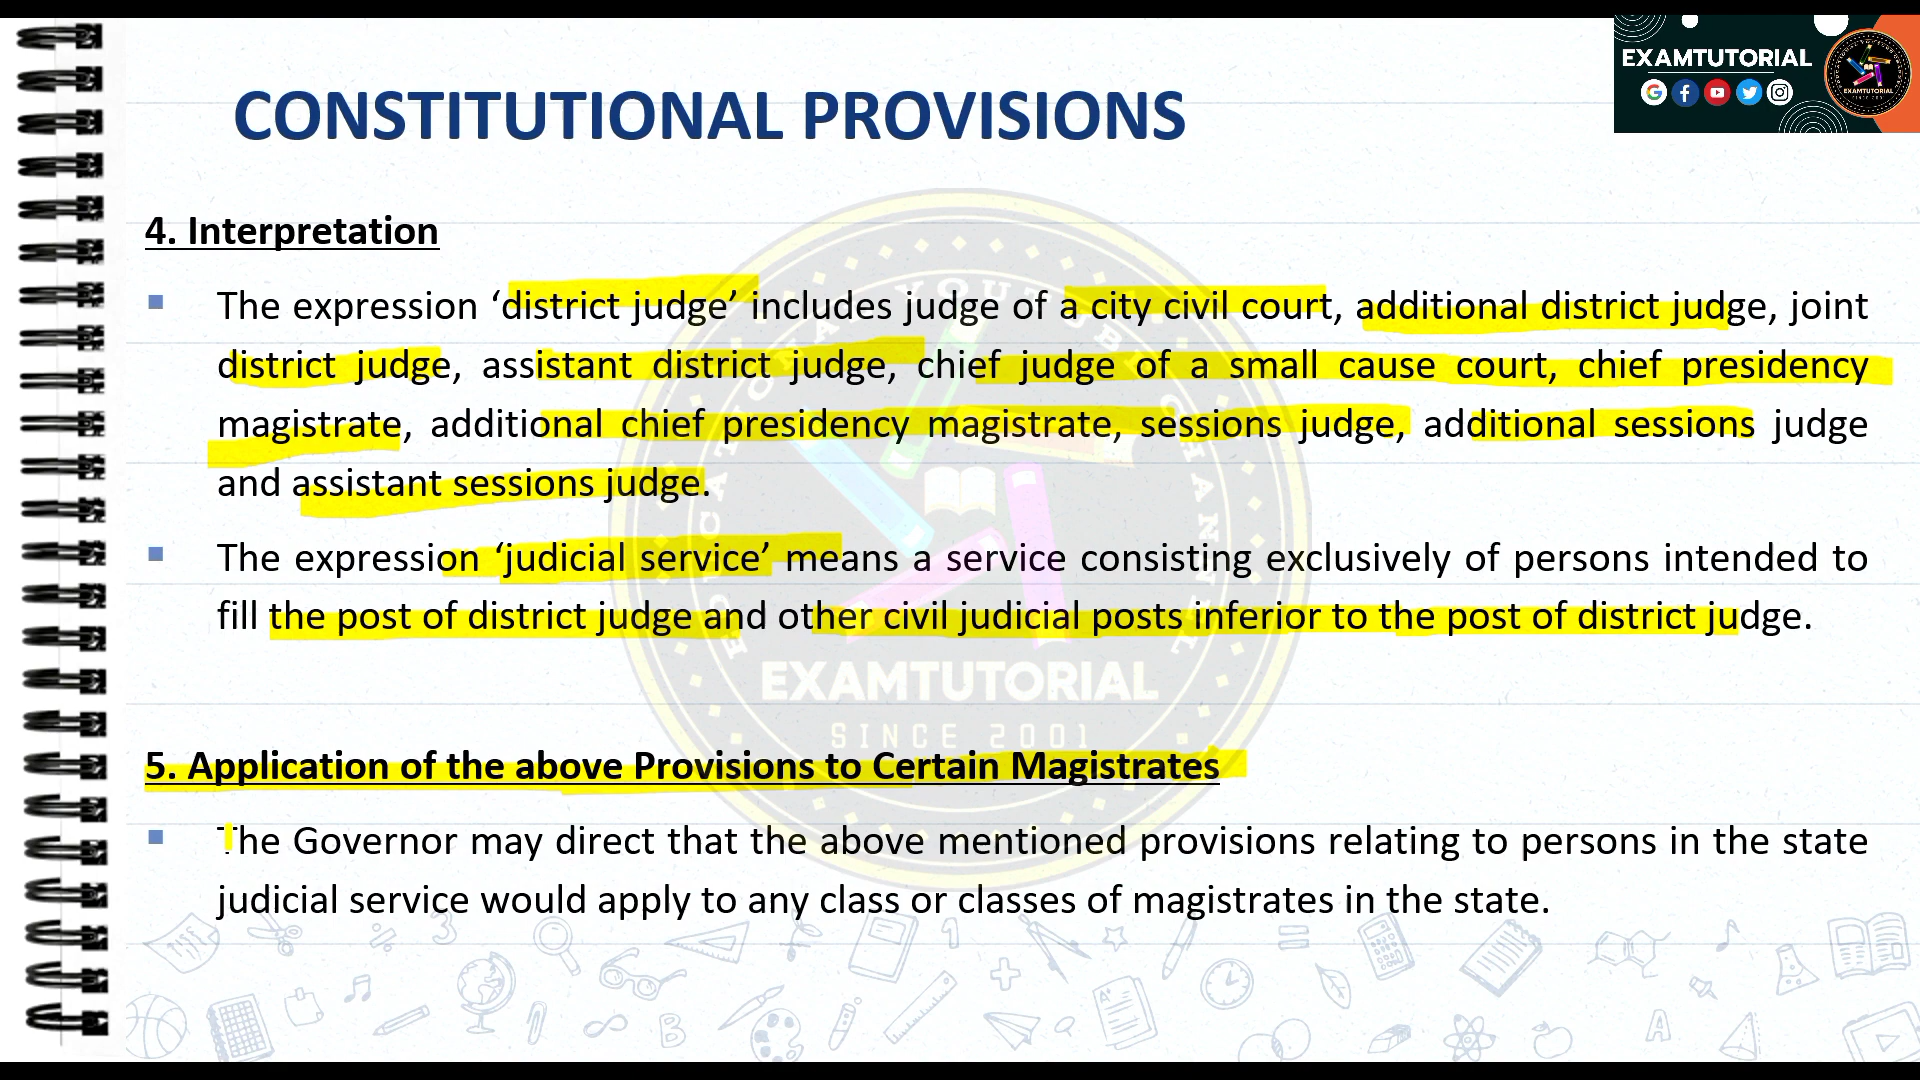 EXAMTUTORIAL
EXAMTUTORIAL
CONSTITUTIONAL PROVISIONS
4. Interpretation
The expression ‘district judge’ includes judge of a city civil court, additional district judge, joint
district judge, assistant district judge, chief judge of a small cause court, chief presidency
magistrate, additional chief presidency magistrate, sessions judge, additional sessions judge
and assistant sessions judge.
The expression ‘judicial service’ means a service consisting exclusively of persons intended to
fill the post of district judge and other civil judicial posts inferior to the post of district judge.
EDUCATIONAL YOUTUBE CHANNEL
EXAMTUTORIAL
SINCE 2001
5. Application of the above Provisions to Certain Magistrates
The Governor may direct that the above mentioned provisions relating to persons in the state
judicial service would apply to any class or classes of magistrates in the state.